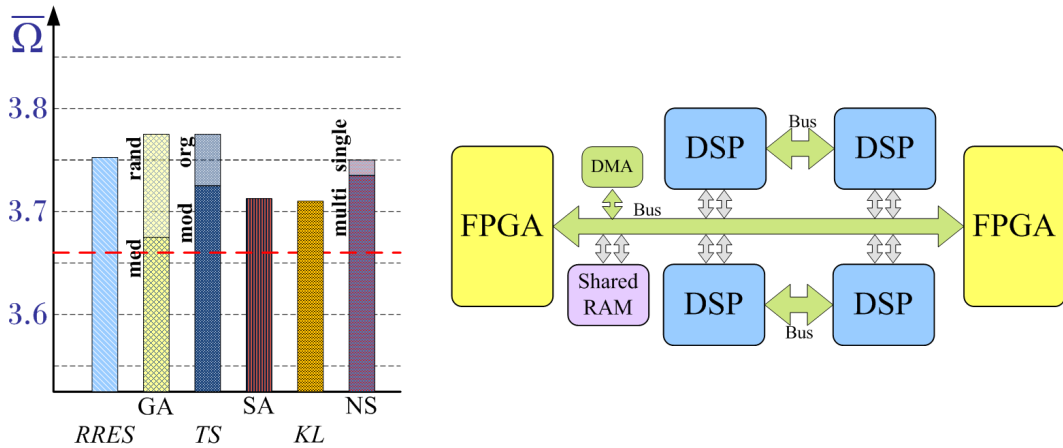 Ω
3.8
3.7
3.6
rand
med
org
mod
single
multi
GA
SA
NS
RRES
TS
KL
FPGA
DMA
Bus
Shared
RAM
DSP
Bus
DSP
DSP
Bus
DSP
FPGA